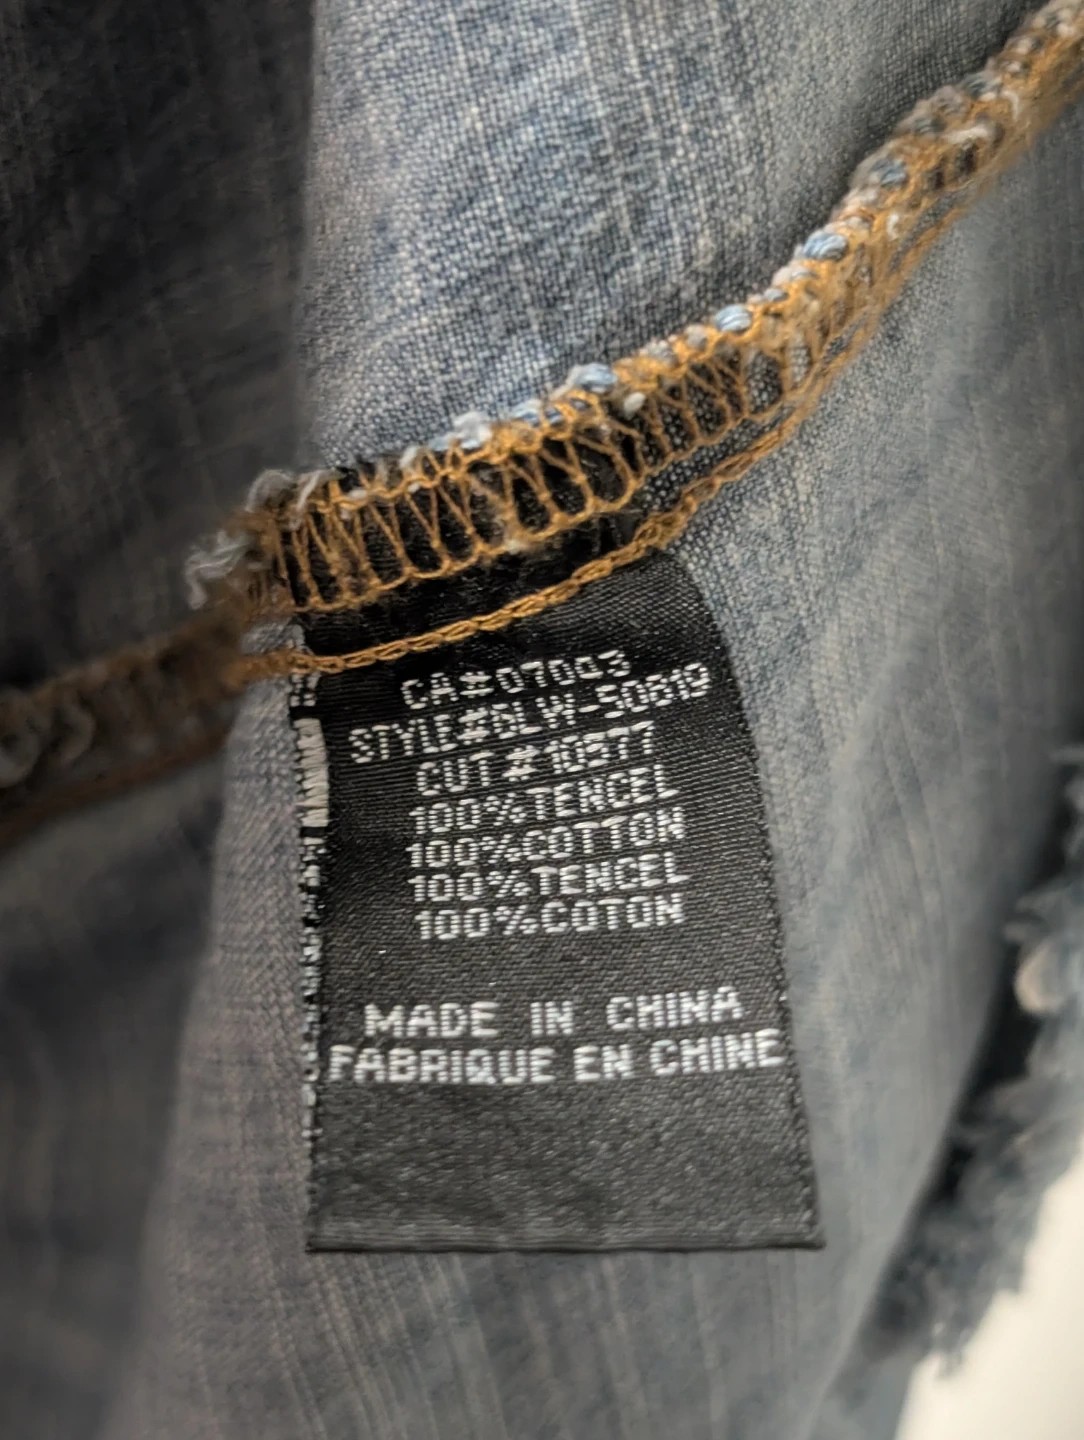 CA#07003
STYLE#BLW-50619
CUT#10577
100%TENCEL
100%COTTON
100%TENCEL
100%COTON
MADE IN CHINA
FABRIQUE EN CHINE